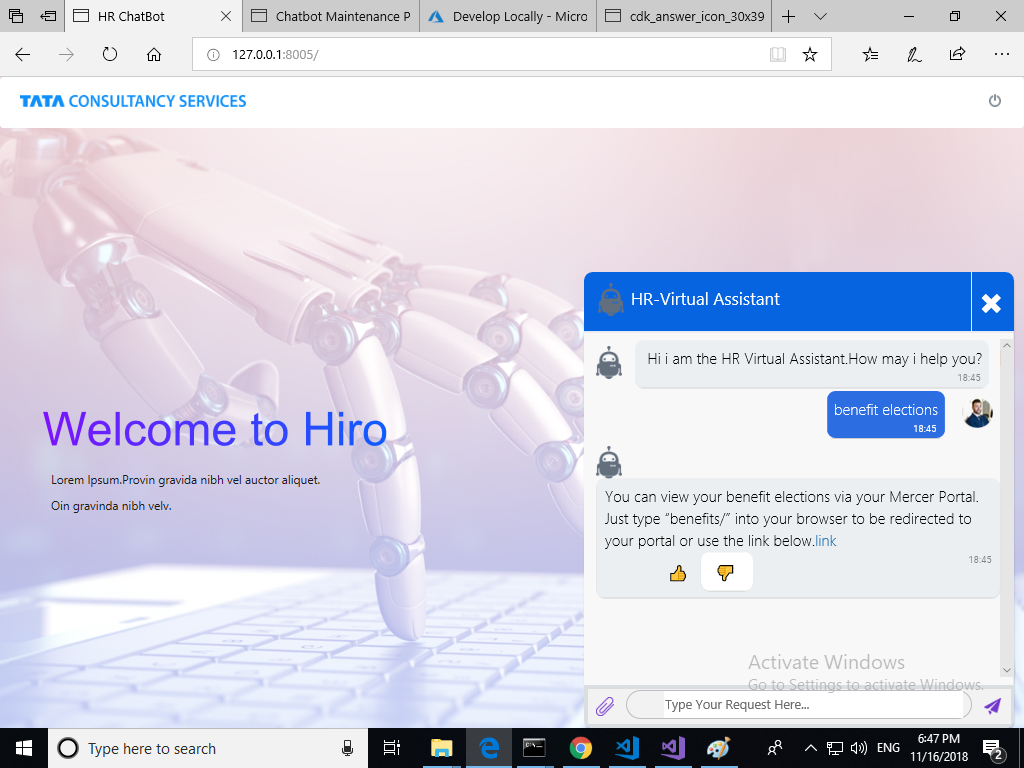 HR ChatBot
Chatbot Maintenance P
Develop Locally - Micro
cdk_answer_icon_30x39
127.0.0.1:8005/
TATA CONSULTANCY SERVICES
Welcome to Hiro
Lorem Ipsum.Provin gravida nibh vel auctor aliquet.
Oin gravinda nibh velv.
HR-Virtual Assistant
Hi i am the HR Virtual Assistant.How may i help you?
18:45
benefit elections
18:45
You can view your benefit elections via your Mercer Portal.
Just type “benefits/” into your browser to be redirected to
your portal or use the link below.link
18:45
Activate Windows
Go to Settings to activate Windows.
Type Your Request Here...
Type here to search
ENG
6:47 PM
11/16/2018
2